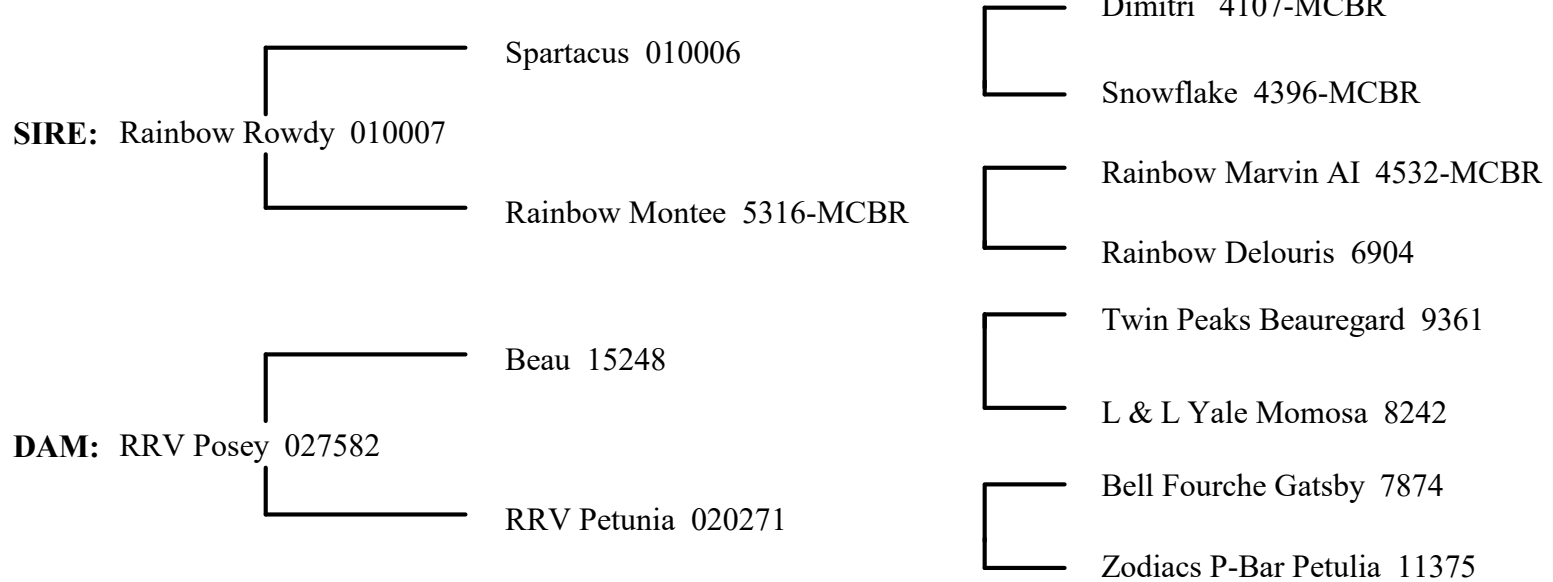 Dimitri 4107-MCBR
Spartacus 010006
Snowflake 4396-MCBR
SIRE: Rainbow Rowdy 010007
Rainbow Marvin AI 4532-MCBR
Rainbow Montee 5316-MCBR
Rainbow Delouris 6904
Twin Peaks Beauregard 9361
Beau 15248
L & L Yale Momosa 8242
DAM: RRV Posey 027582
Bell Fourche Gatsby 7874
RRV Petunia 020271
Zodiacs P-Bar Petulia 11375